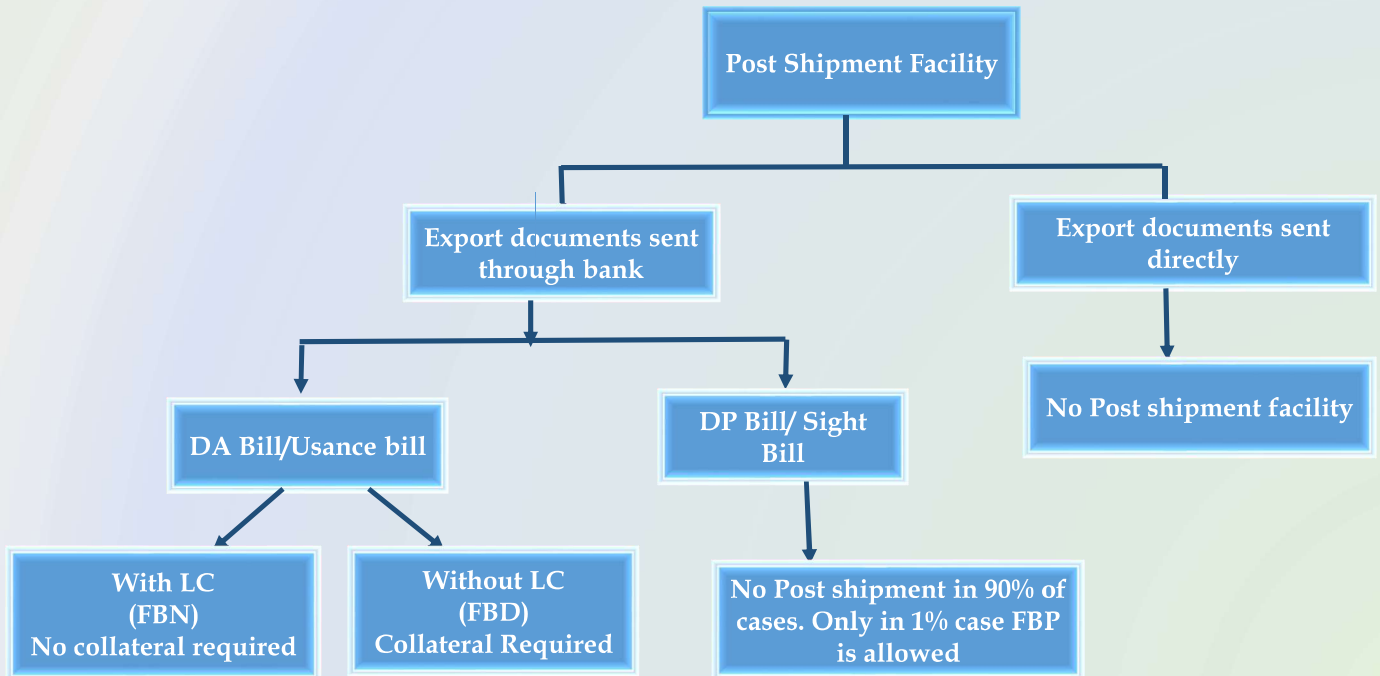 Post Shipment Facility
Export documents sent
through bank
Export documents sent
directly
No Post shipment facility
DA Bill/Usance bill
DP Bill/ Sight
Bill
With LC
(FBN)
No collateral required
Without LC
(FBD)
Collateral Required
No Post shipment in 90% of
cases. Only in 1% case FBP
is allowed